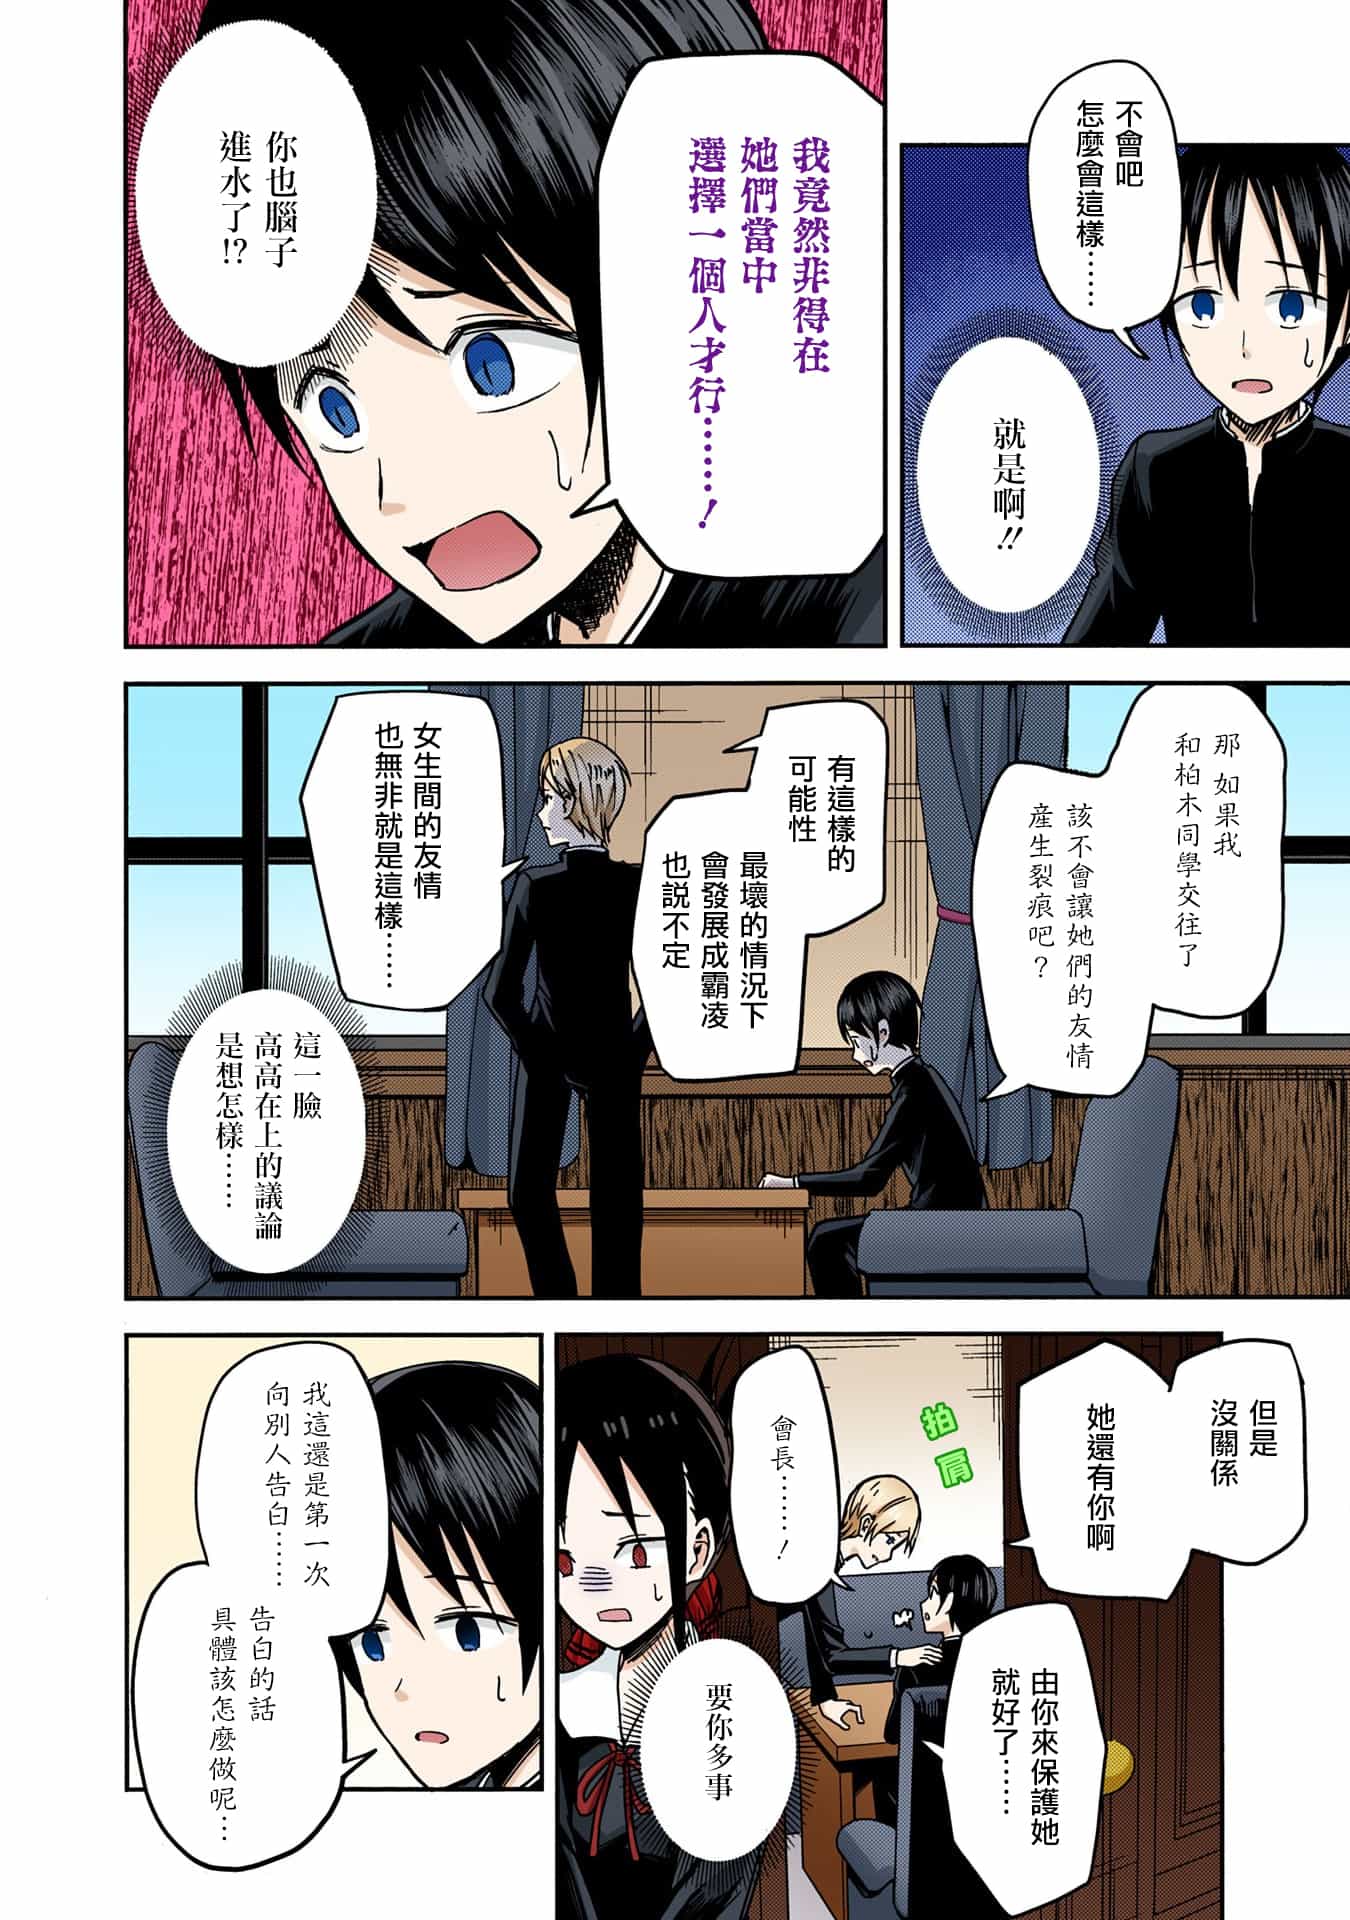 不會吧
怎麼會這樣……
就是啊!!
我竟然非得在
她們當中
選擇一個人才行……！
你也腦子
進水了!?
那 如果我
和柏木同學交往了
該不會讓她們的友情
產生裂痕吧？
有這樣的
可能性
最壞的情況下
會發展成霸凌
也說不定
女生間的友情
也無非就是這樣……
這一臉
高高在上的議論
是想怎樣……
但是
沒關係
她還有你啊
由你來保護她
就好了……
拍
肩
會長……！
要你多事
我這還是第一次
向別人告白……
告白的話
具體該怎麼做呢…